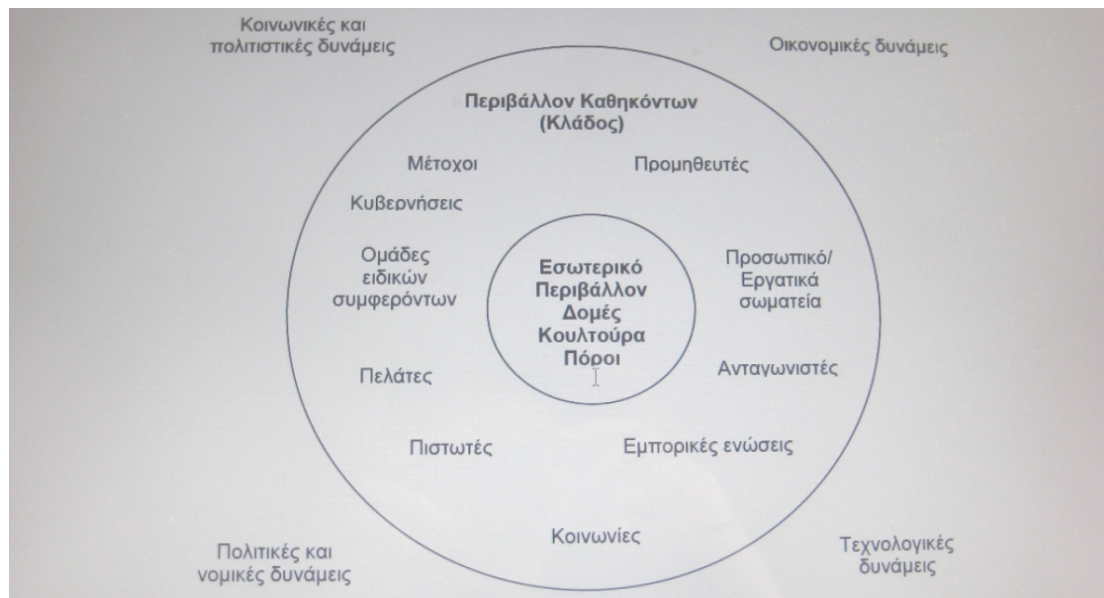 Κοινωνικές και
πολιτιστικές δυνάμεις
Οικονομικές δυνάμεις
Περιβάλλον Καθηκόντων
(Κλάδος)
Μέτοχοι
Προμηθευτές
Κυβερνήσεις
Ομάδες
ειδικών
συμφερόντων
Εσωτερικό
Περιβάλλον
Δομές
Κουλτούρα
Πόροι
Προσωπικό/
Εργατικά
σωματεία
Πελάτες
Ανταγωνιστές
Πιστωτές
Εμπορικές ενώσεις
Κοινωνίες
Πολιτικές και
νομικές δυνάμεις
Τεχνολογικές
δυνάμεις